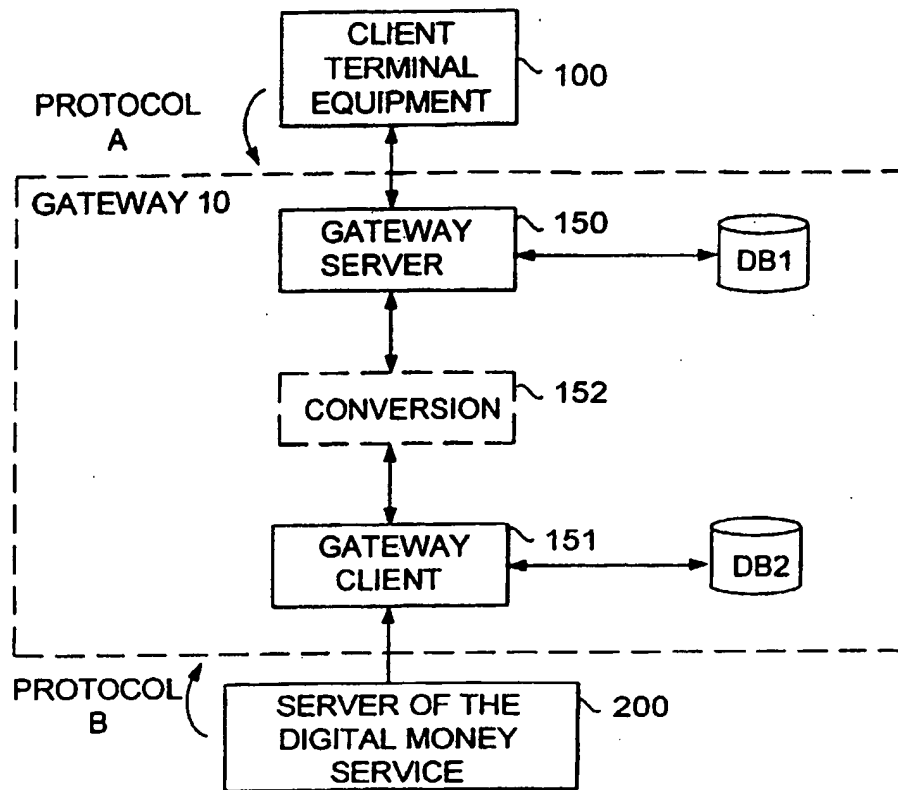 CLIENT
TERMINAL
EQUIPMENT
100
PROTOCOL
A
GATEWAY 10
GATEWAY
SERVER
150
DB1
CONVERSION
152
GATEWAY
CLIENT
151
DB2
PROTOCOL
B
SERVER OF THE
DIGITAL MONEY
SERVICE
200